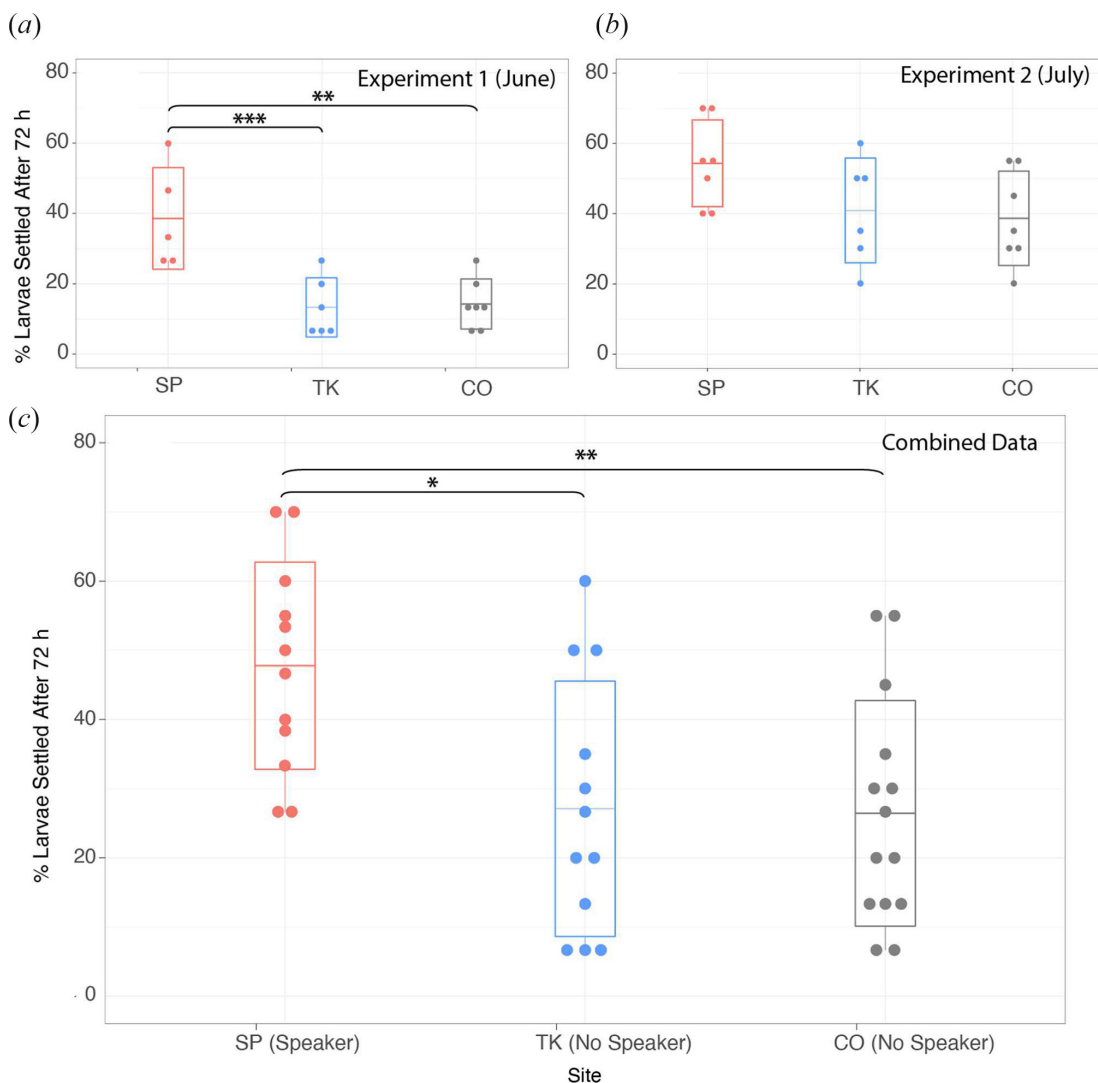 (a)
(b)
Experiment 1 (June)
Experiment 2 (July)
% Larvae Settled After 72 h
80
60
40
20
0
**
***
SP
TK
CO
80
60
40
20
0
SP
TK
CO
(c)
Combined Data
% Larvae Settled After 72 h
80
60
40
20
0
**
*
SP (Speaker)
TK (No Speaker)
CO (No Speaker)
Site